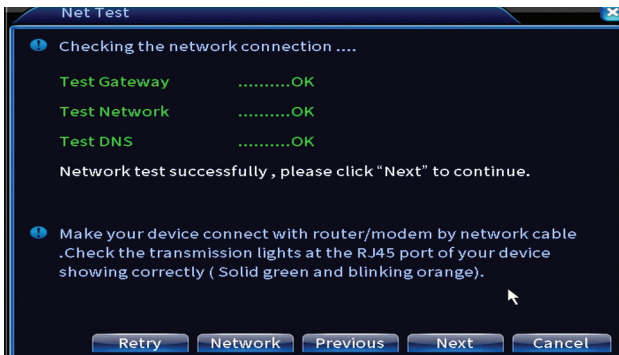 Net Test
Checking the network connection ....
Test Gateway ..........OK
Test Network ..........OK
Test DNS ..........OK
Network test successfully , please click “Next” to continue.
Make your device connect with router/modem by network cable
.Check the transmission lights at the RJ45 port of your device
showing correctly ( Solid green and blinking orange).
Retry Network Previous Next Cancel